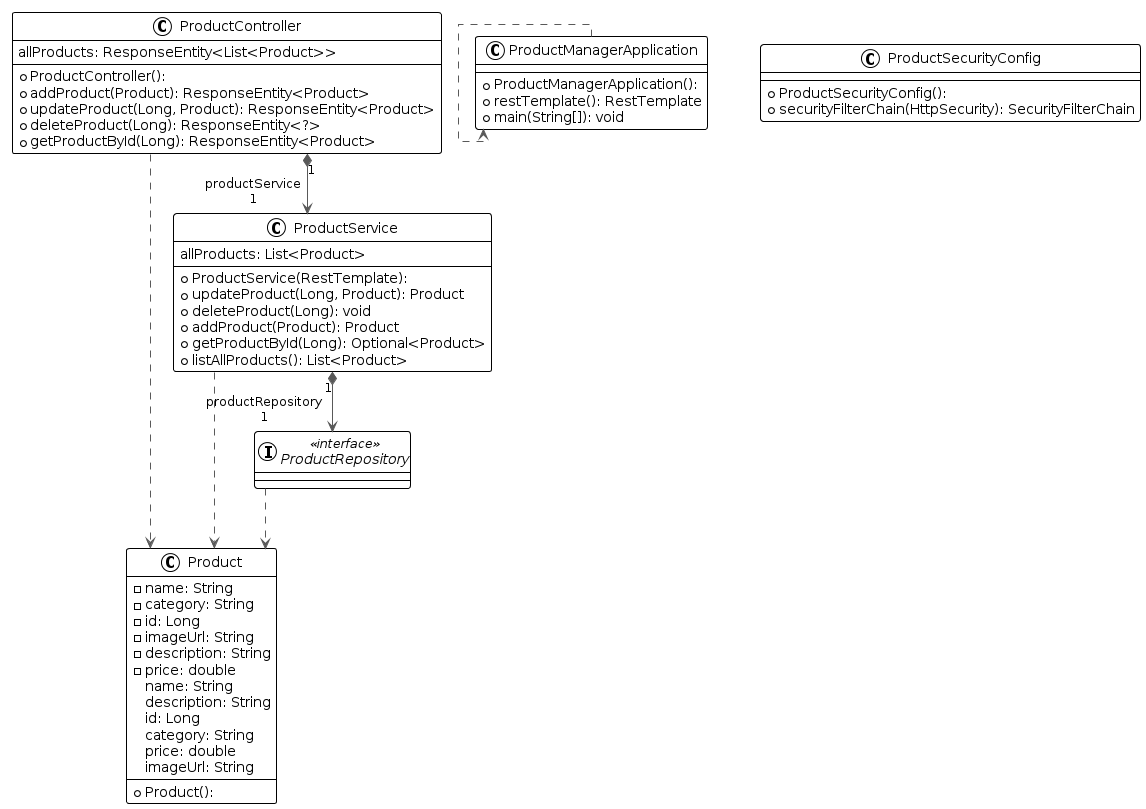 C ProductController
allProducts: ResponseEntity<List<Product>>
ProductController():
addProduct(Product): ResponseEntity<Product>
updateProduct(Long, Product): ResponseEntity<Product>
deleteProduct(Long): ResponseEntity<?>
getProductById(Long): ResponseEntity<Product>
C ProductManagerApplication
ProductManagerApplication():
restTemplate(): RestTemplate
main(String[]): void
C ProductSecurityConfig
ProductSecurityConfig():
securityFilterChain(HttpSecurity): SecurityFilterChain
1
productService
1
C ProductService
allProducts: List<Product>
ProductService(RestTemplate):
updateProduct(Long, Product): Product
deleteProduct(Long): void
addProduct(Product): Product
getProductById(Long): Optional<Product>
listAllProducts(): List<Product>
1
productRepository
1
«interface»
I ProductRepository
C Product
name: String
category: String
id: Long
imageUrl: String
description: String
price: double
name: String
description: String
id: Long
category: String
price: double
imageUrl: String
Product():